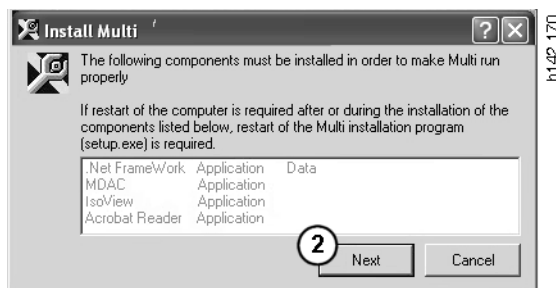 Install Multi
The following components must be installed in order to make Multi run
properly
If restart of the computer is required after or during the installation of the
components listed below, restart of the Multi installation program
(setup.exe) is required.
.Net FrameWork Application Data
MDAC Application
IsoView Application
Acrobat Reader Application
2
Next Cancel
h142 170